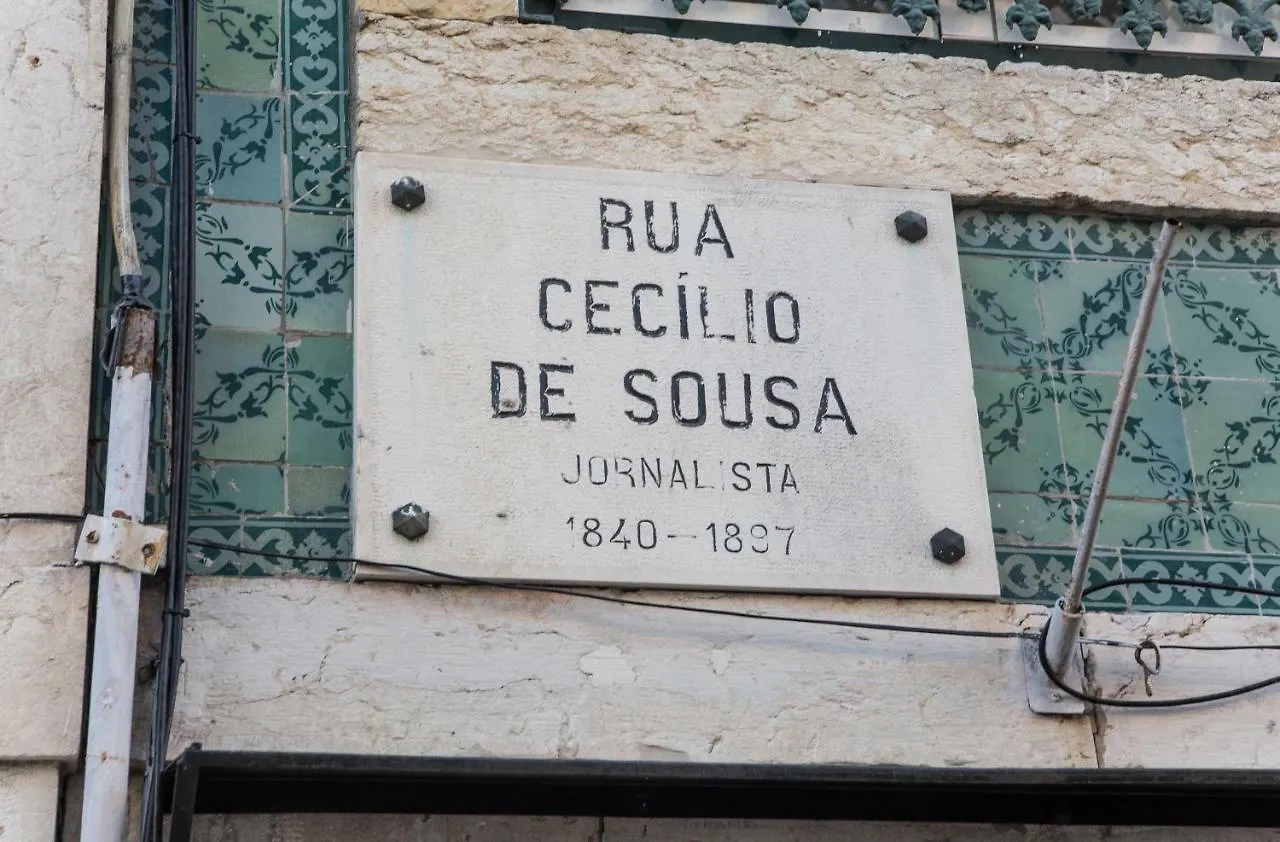 RUA
CECÍLIO
DE SOUSA
JORNALISTA
1840-1897